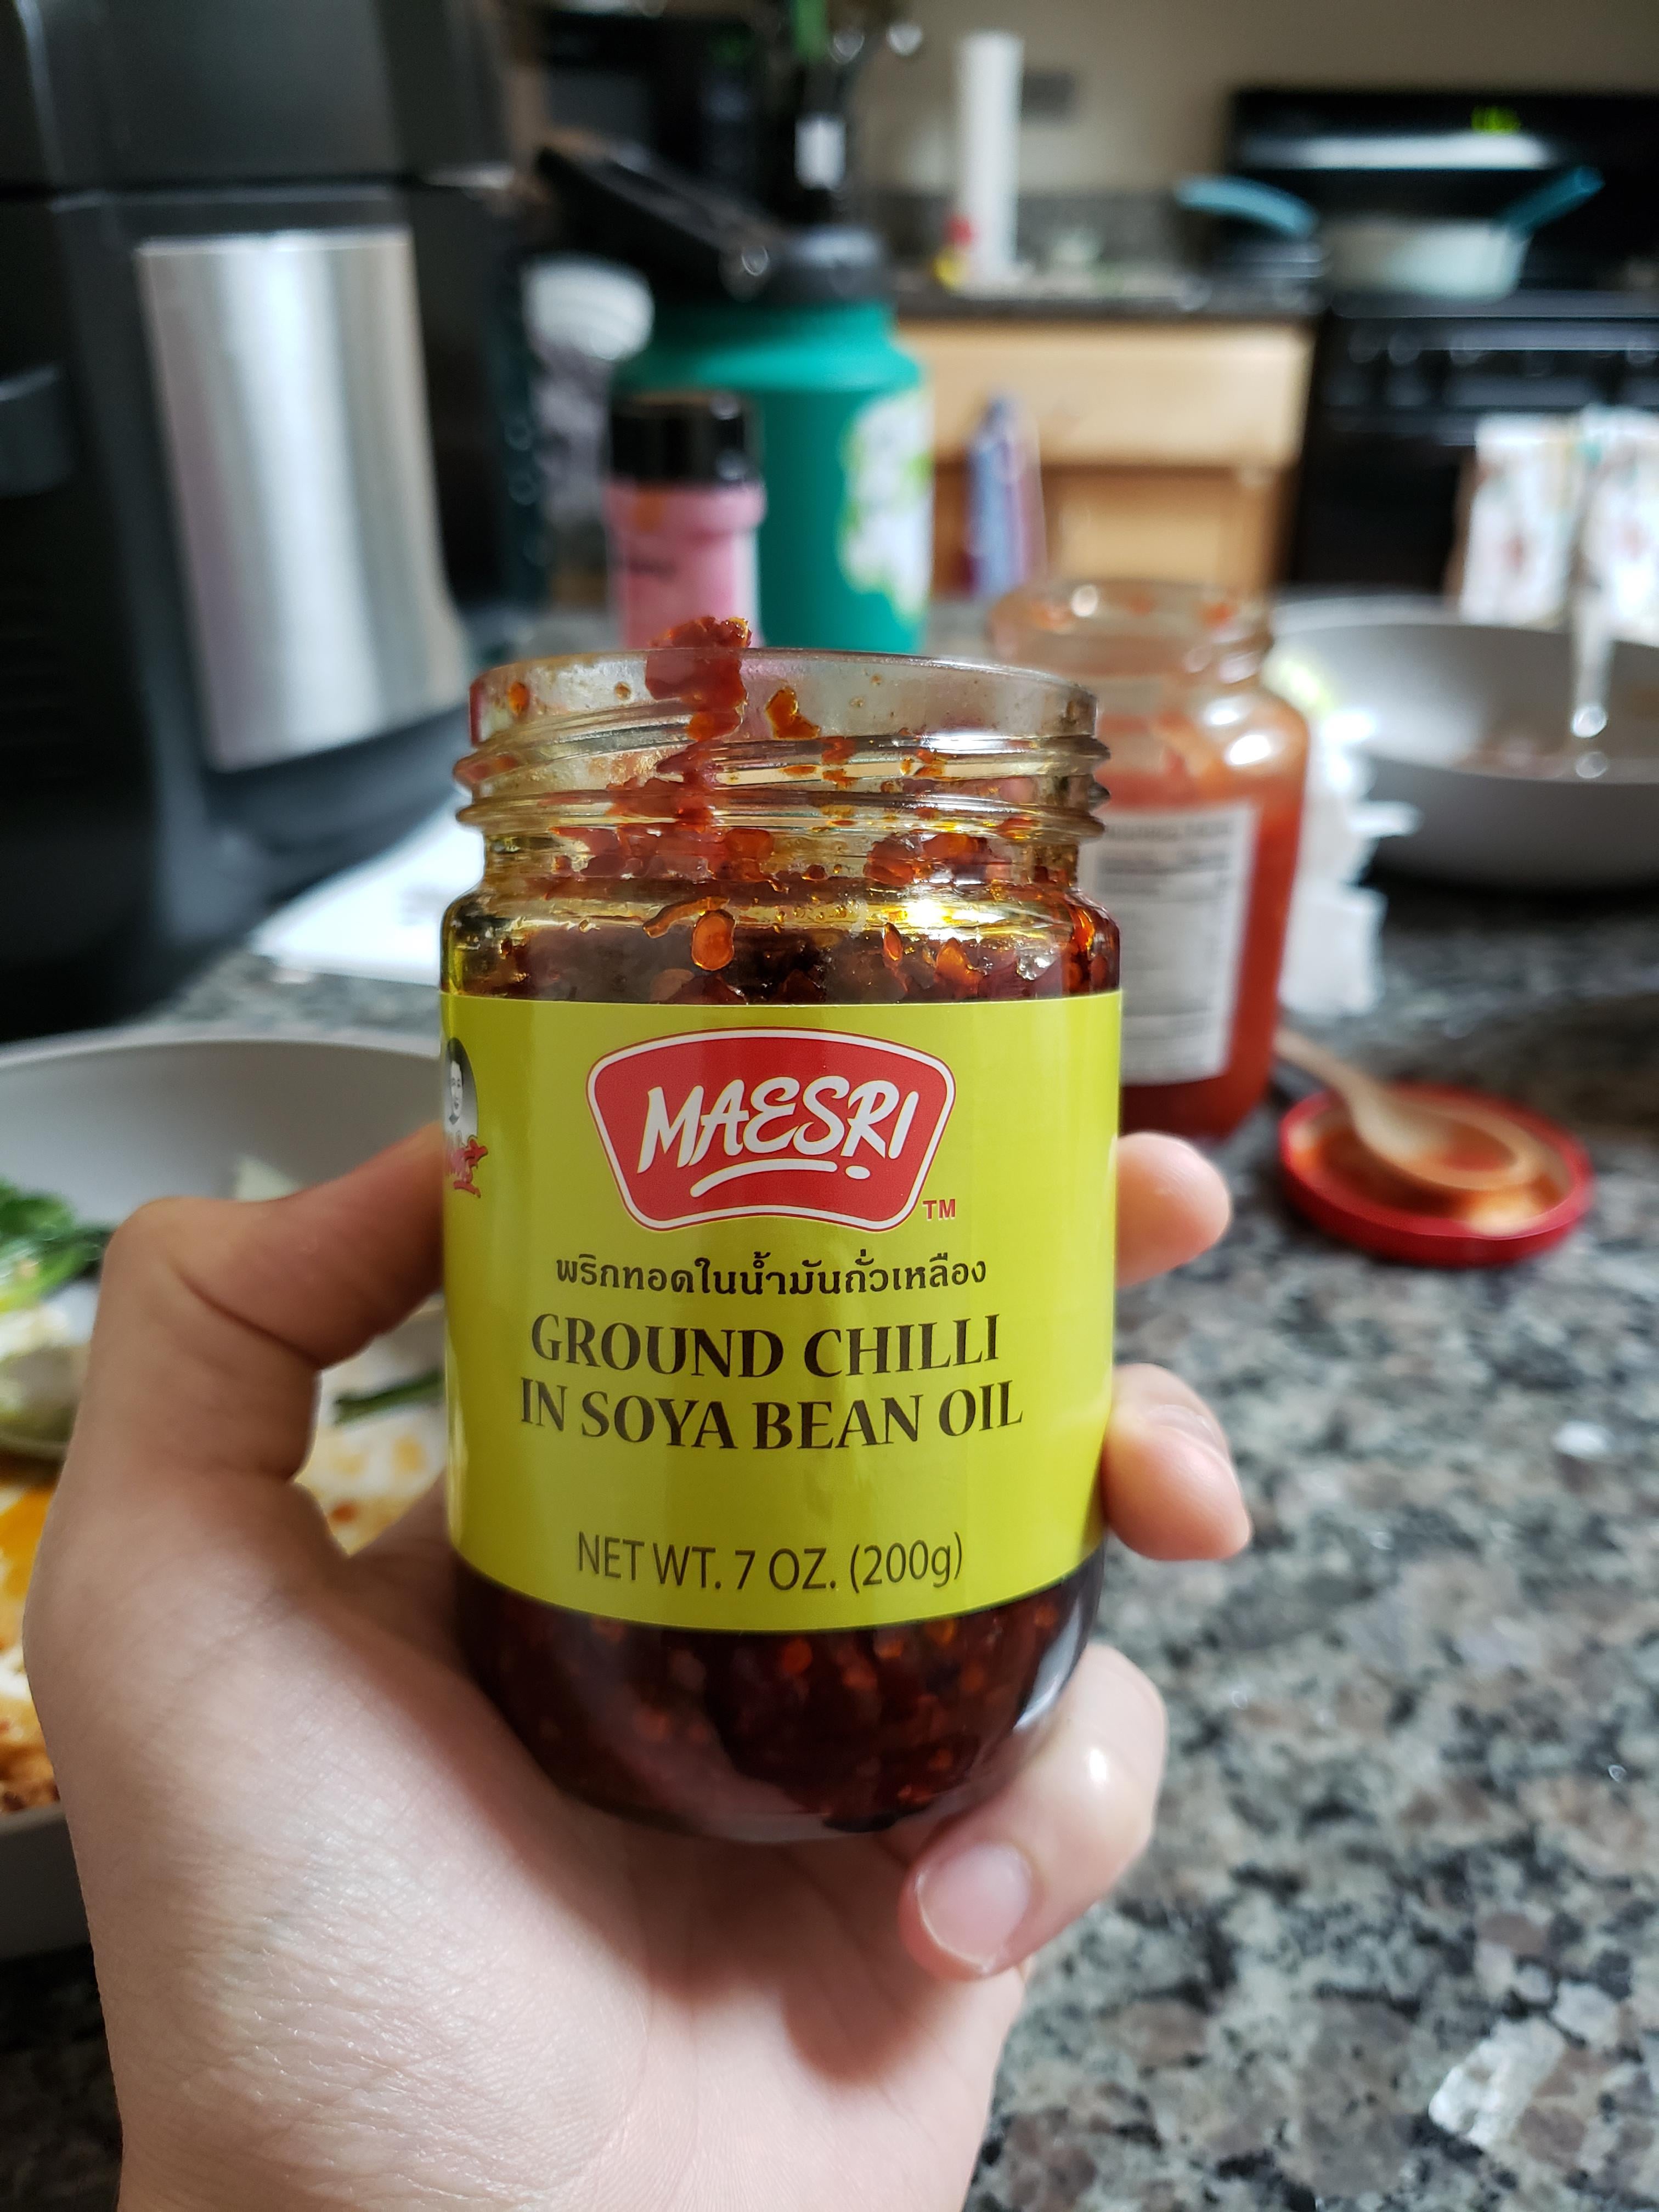 MAESRI
TM
พริกทอดในน้ำมันถั่วเหลือง
GROUND CHILLI
IN SOYA BEAN OIL
NET WT. 7 OZ. (200g)